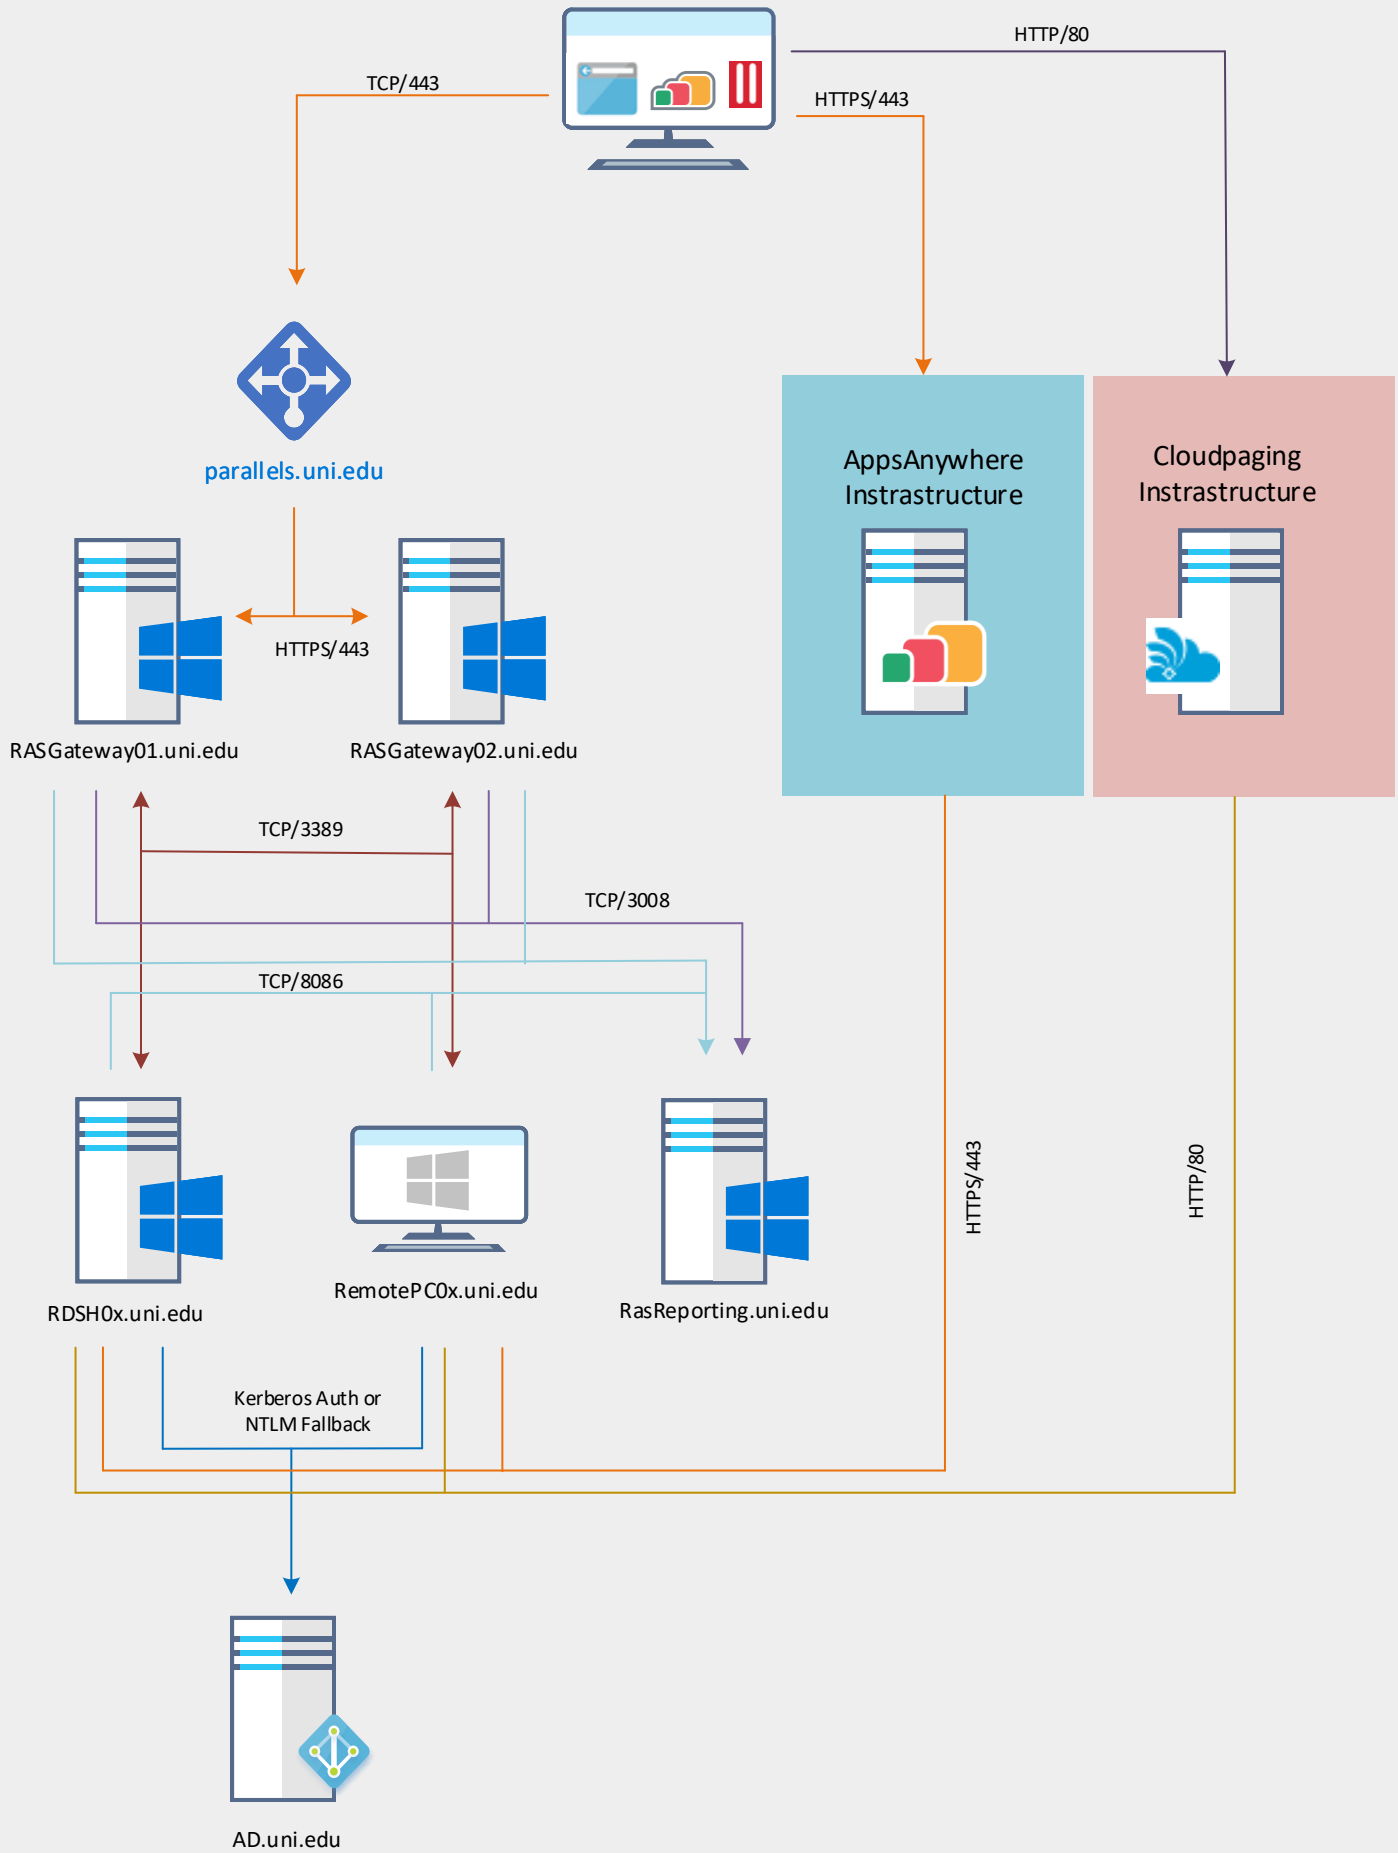 HTTP/80
TCP/443
HTTPS/443
parallels.uni.edu
AppsAnywhere
Instrastructure
Cloudpaging
Instrastructure
HTTPS/443
RASGateway01.uni.edu
RASGateway02.uni.edu
TCP/3389
TCP/3008
TCP/8086
HTTPS/443
HTTP/80
RDSH0x.uni.edu
RemotePC0x.uni.edu
RasReporting.uni.edu
Kerberos Auth or
NTLM Fallback
AD.uni.edu